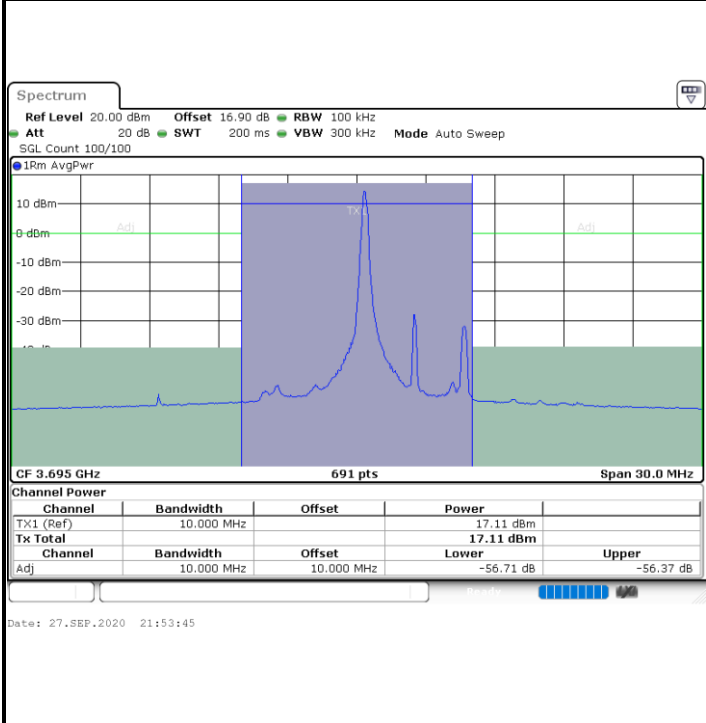 Spectrum
Ref Level 20.00 dBm Offset 16.90 dB RBW 100 kHz
Att 20 dB SWT 200 ms VBW 300 kHz Mode Auto Sweep
SGL Count 100/100
1Rm AvgPwr
10 dBm
TX1
Adj Adj
0 dBm
-10 dBm
-20 dBm
-30 dBm
CF 3.695 GHz 691 pts Span 30.0 MHz
Channel Power
Channel Bandwidth Offset Power
TX1 (Ref) 10.000 MHz 17.11 dBm
Tx Total 17.11 dBm
Channel Bandwidth Offset Lower Upper
Adj 10.000 MHz 10.000 MHz -56.71 dB -56.37 dB
Ready
Date: 27.SEP.2020 21:53:45